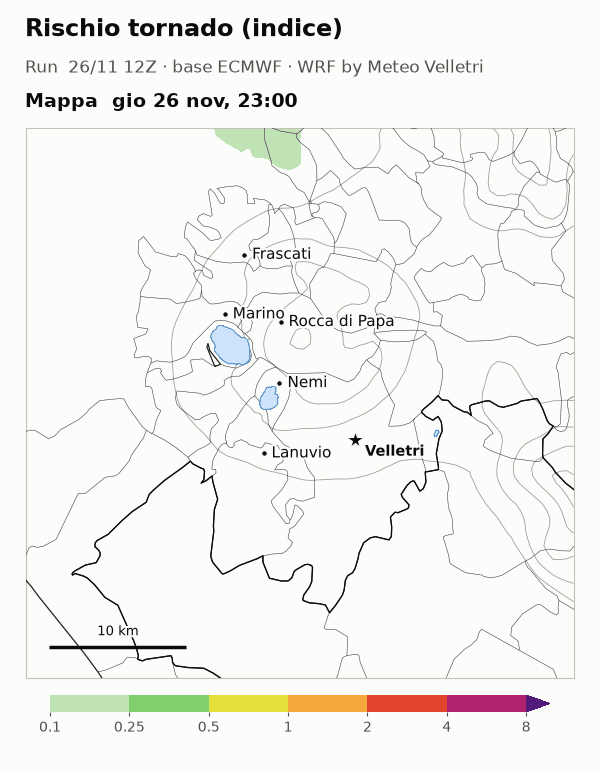 Rischio tornado (indice)
Run  26/11 12Z · base ECMWF · WRF by Meteo Velletri
Mappa  gio 26 nov, 23:00
Frascati
Marino
Rocca di Papa
Nemi
Velletri
Lanuvio
10 km
0.1 0.25 0.5 1 2 4 8